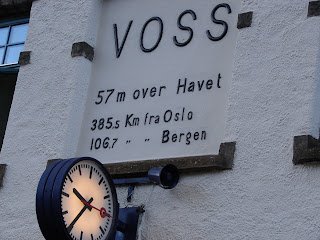 VOSS
57 m over Havet
385.5 Km fra Oslo
106.7 " " Bergen